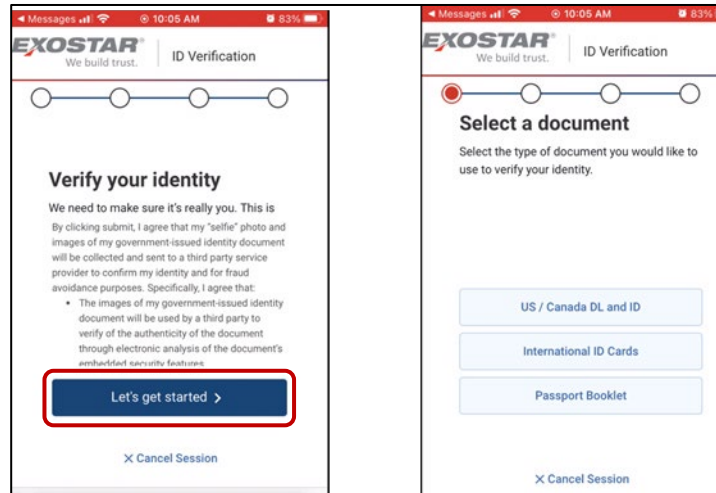 Messages 10:05 AM 83%
EXOSTAR®
We build trust.
ID Verification
Verify your identity
We need to make sure it's really you. This is
By clicking submit, I agree that my "selfie" photo and
images of my government-issued identity document
will be collected and sent to a third party service
provider to confirm my identity and for fraud
avoidance purposes. Specifically, I agree that:
• The images of my government-issued identity
document will be used by a third party to
verify of the authenticity of the document
through electronic analysis of the document's
embedded security features
Let's get started >
X Cancel Session
Messages 10:05 AM 83%
EXOSTAR®
We build trust.
ID Verification
Select a document
Select the type of document you would like to
use to verify your identity.
US / Canada DL and ID
International ID Cards
Passport Booklet
X Cancel Session